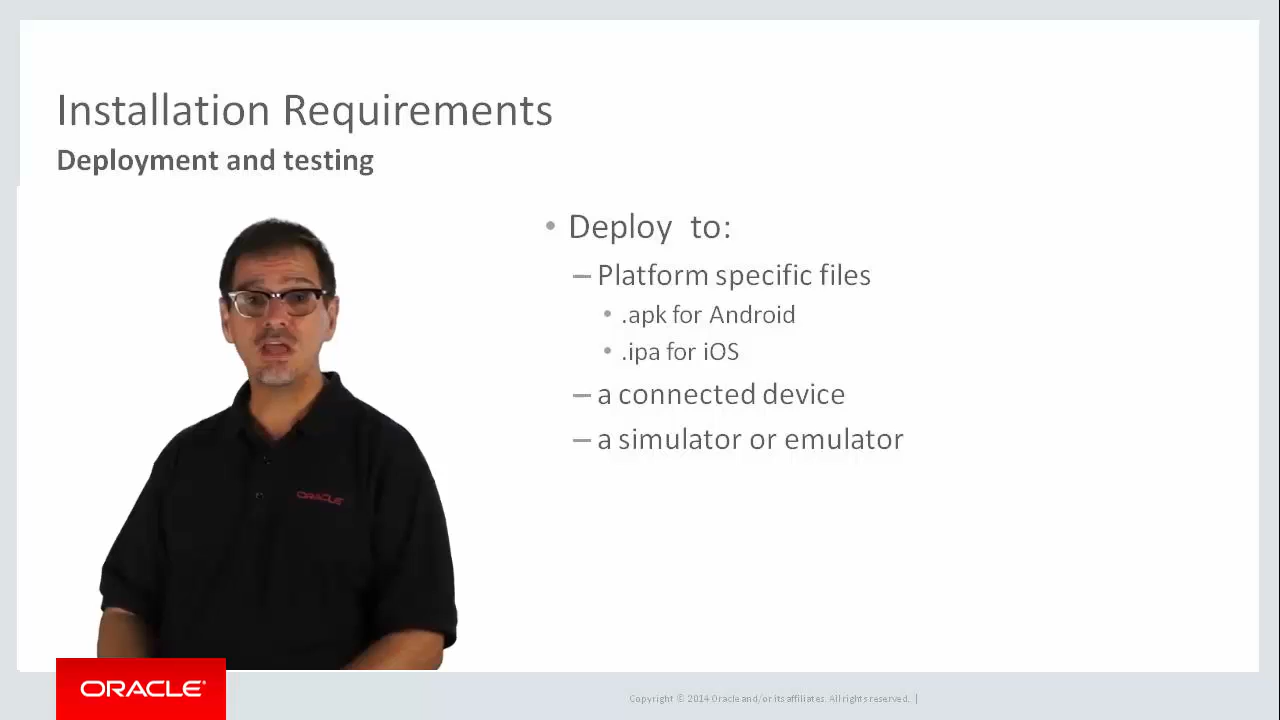 Installation Requirements
Deployment and testing
• Deploy to:
– Platform specific files
• .apk for Android
• .ipa for iOS
– a connected device
– a simulator or emulator
ORACLE
ORACLE®
Copyright © 2014 Oracle and/or its affiliates. All rights reserved. |